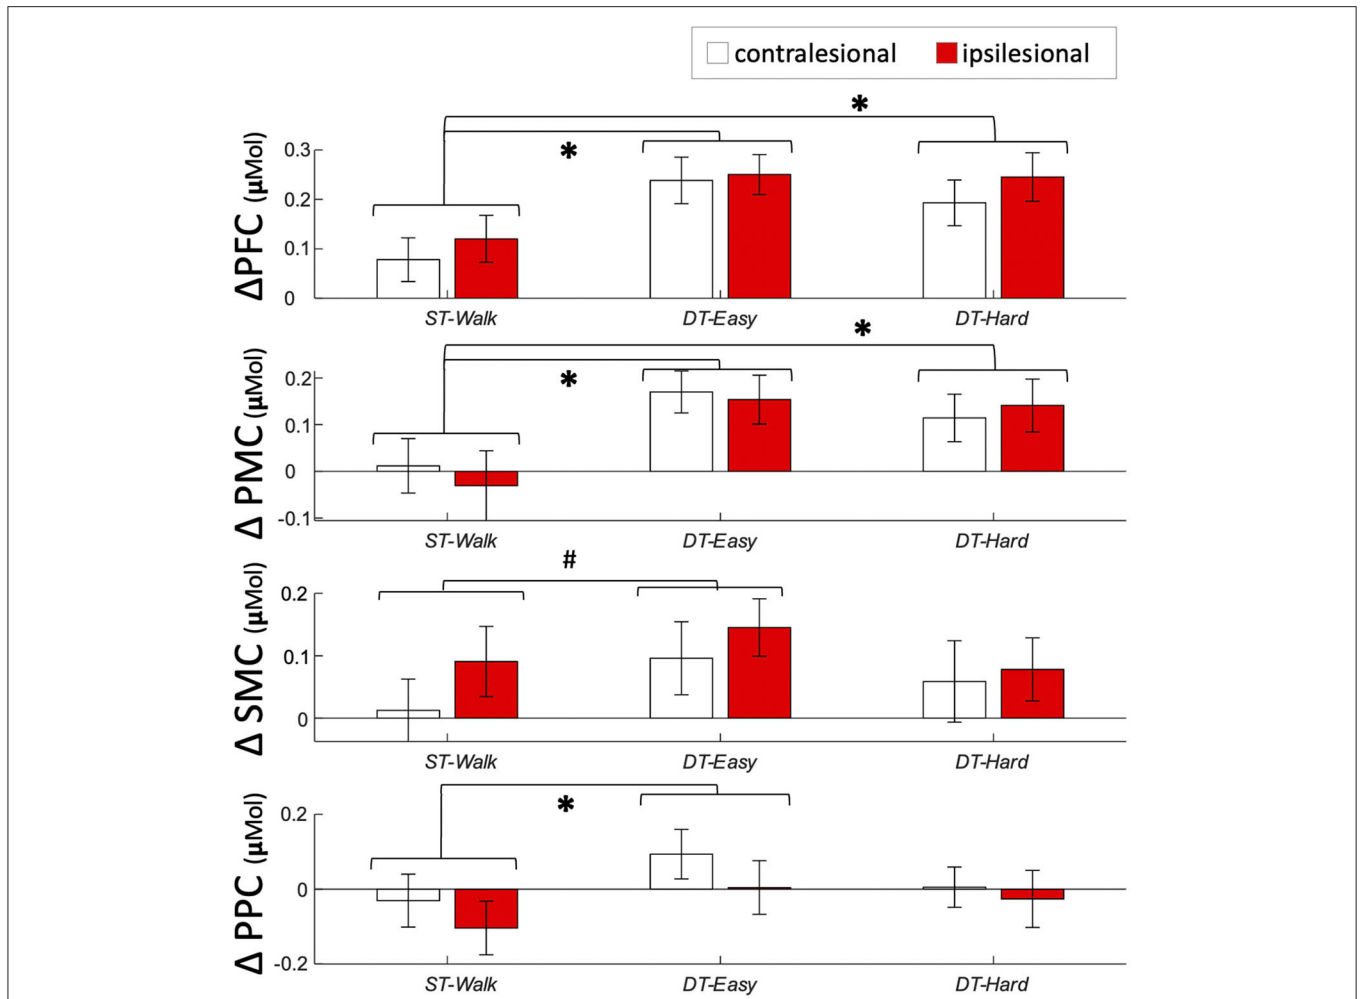 contralesional ipsilesional
*
*
ΔPFC (μMol)
0.3
0.2
0.1
0
ST-Walk DT-Easy DT-Hard
*
*
Δ PMC (μMol)
0.2
0.1
0
-0.1
ST-Walk DT-Easy DT-Hard
#
Δ SMC (μMol)
0.2
0.1
0
ST-Walk DT-Easy DT-Hard
*
Δ PPC (μMol)
0.2
0
-0.2
ST-Walk DT-Easy DT-Hard